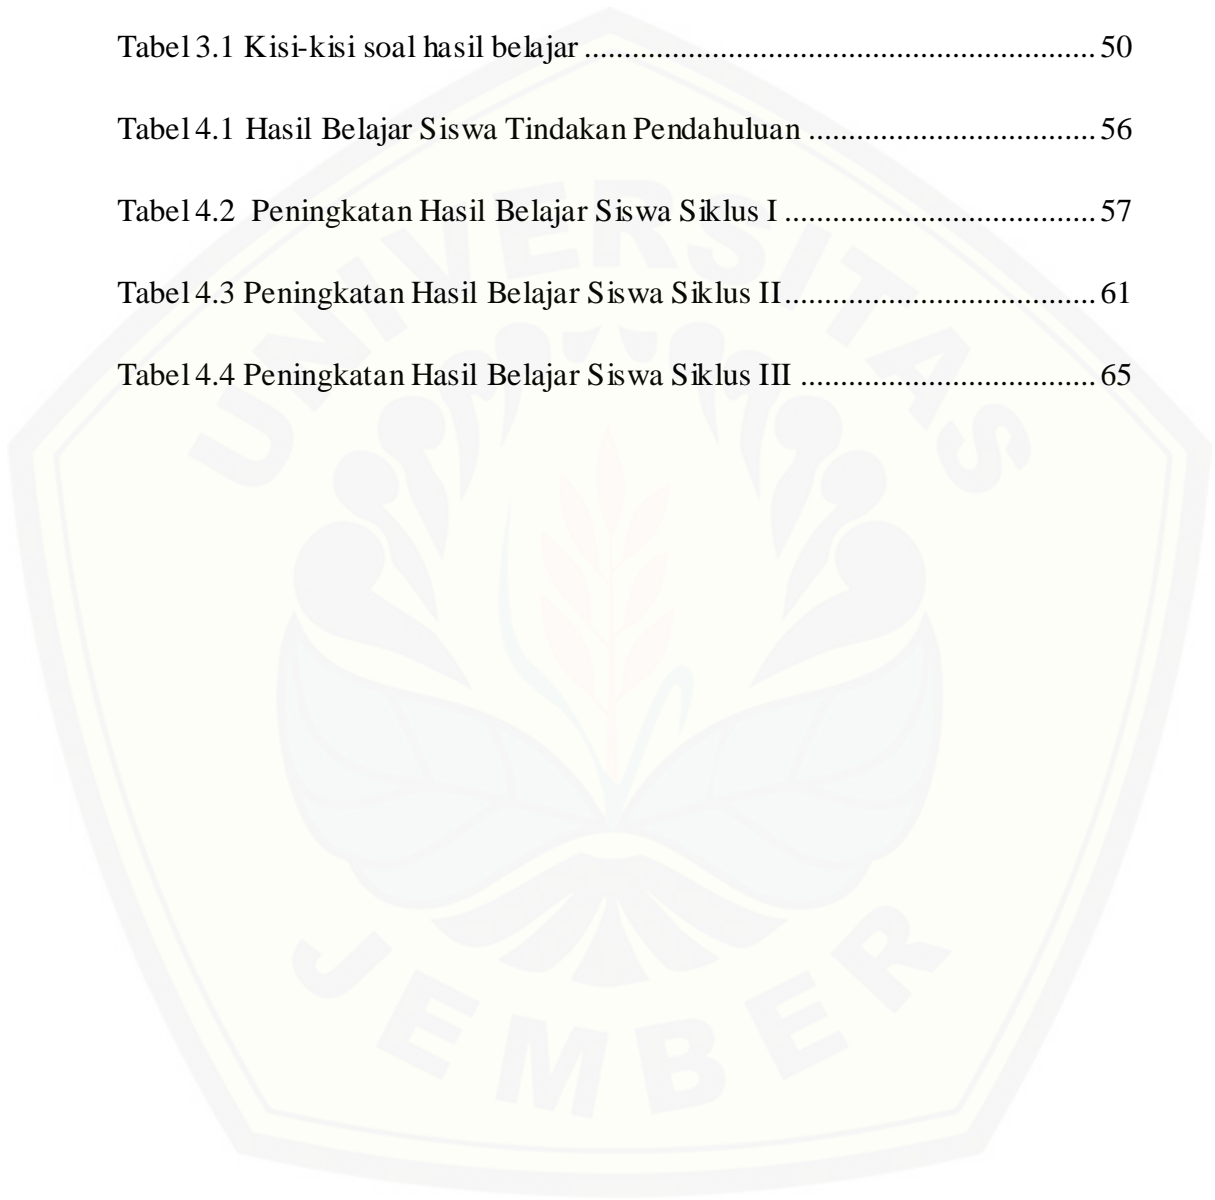 Tabel 3.1 Kisi-kisi soal hasil belajar ................................................................ 50
Tabel 4.1 Hasil Belajar Siswa Tindakan Pendahuluan .................................... 56
Tabel 4.2 Peningkatan Hasil Belajar Siswa Siklus I ....................................... 57
Tabel 4.3 Peningkatan Hasil Belajar Siswa Siklus II....................................... 61
Tabel 4.4 Peningkatan Hasil Belajar Siswa Siklus III ..................................... 65
UNIVERSITAS
JEMBER